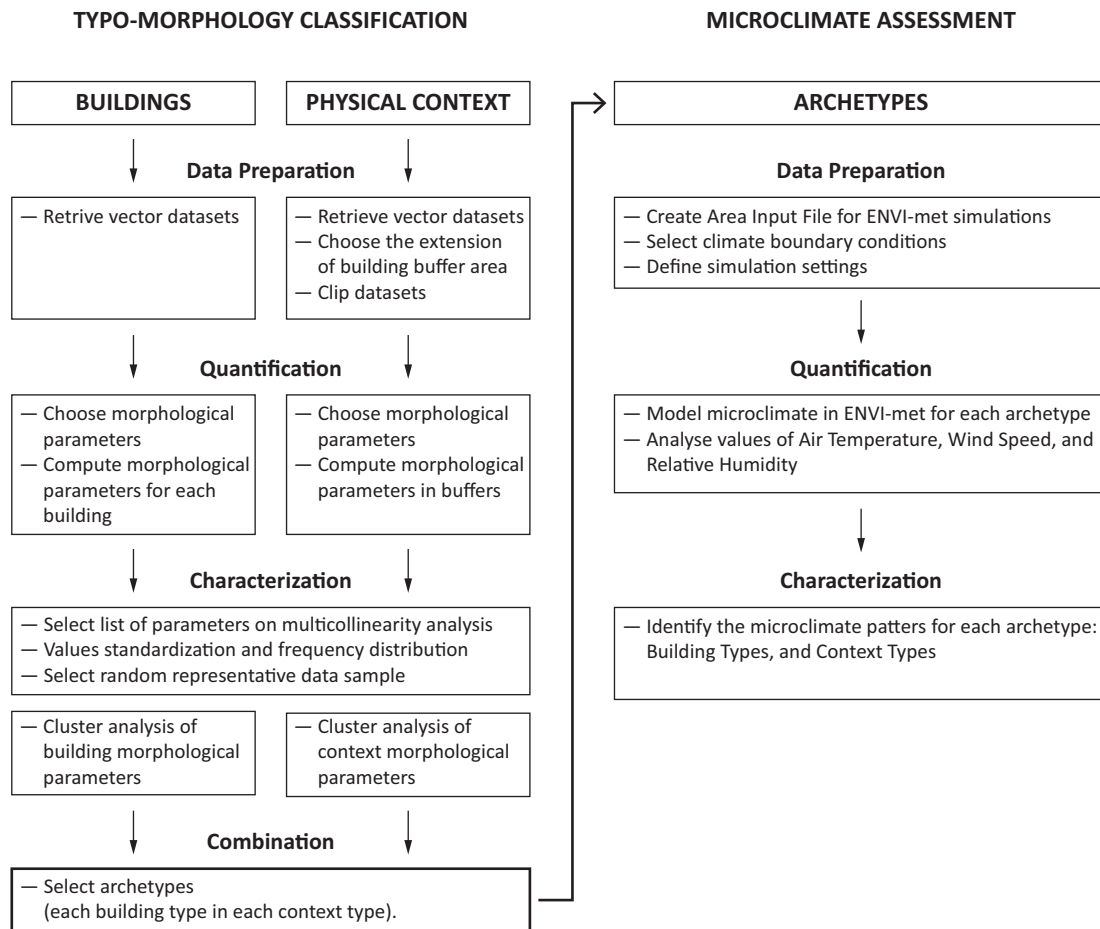 TYPO-MORPHOLOGY CLASSIFICATION
BUILDINGS
PHYSICAL CONTEXT
Data Preparation
— Retrive vector datasets
— Retrieve vector datasets
— Choose the extension
of building buffer area
— Clip datasets
Quantification
— Choose morphological
parameters
— Compute morphological
parameters for each
building
— Choose morphological
parameters
— Compute morphological
parameters in buffers
Characterization
— Select list of parameters on multicollinearity analysis
— Values standardization and frequency distribution
— Select random representative data sample
— Cluster analysis of
building morphological
parameters
— Cluster analysis of
context morphological
parameters
Combination
— Select archetypes
(each building type in each context type).
MICROCLIMATE ASSESSMENT
ARCHETYPES
Data Preparation
— Create Area Input File for ENVI-met simulations
— Select climate boundary conditions
— Define simulation settings
Quantification
— Model microclimate in ENVI-met for each archetype
— Analyse values of Air Temperature, Wind Speed, and
Relative Humidity
Characterization
— Identify the microclimate patters for each archetype:
Building Types, and Context Types